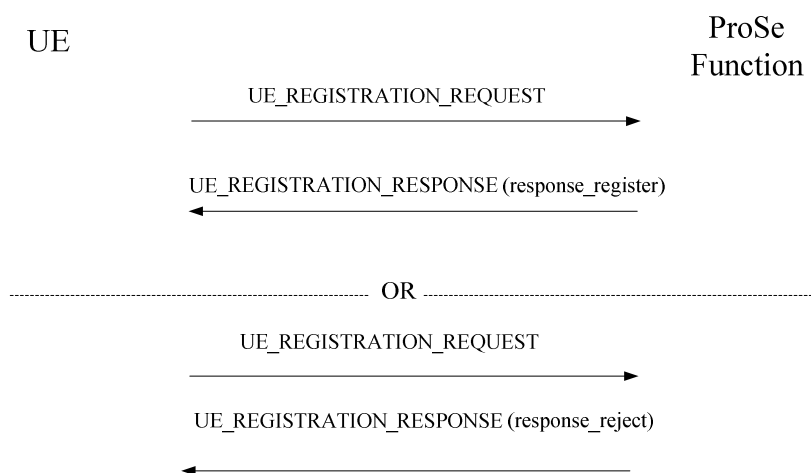 UE
ProSe
Function
UE_REGISTRATION_REQUEST
UE_REGISTRATION_RESPONSE (response_register)
OR
UE_REGISTRATION_REQUEST
UE_REGISTRATION_RESPONSE (response_reject)